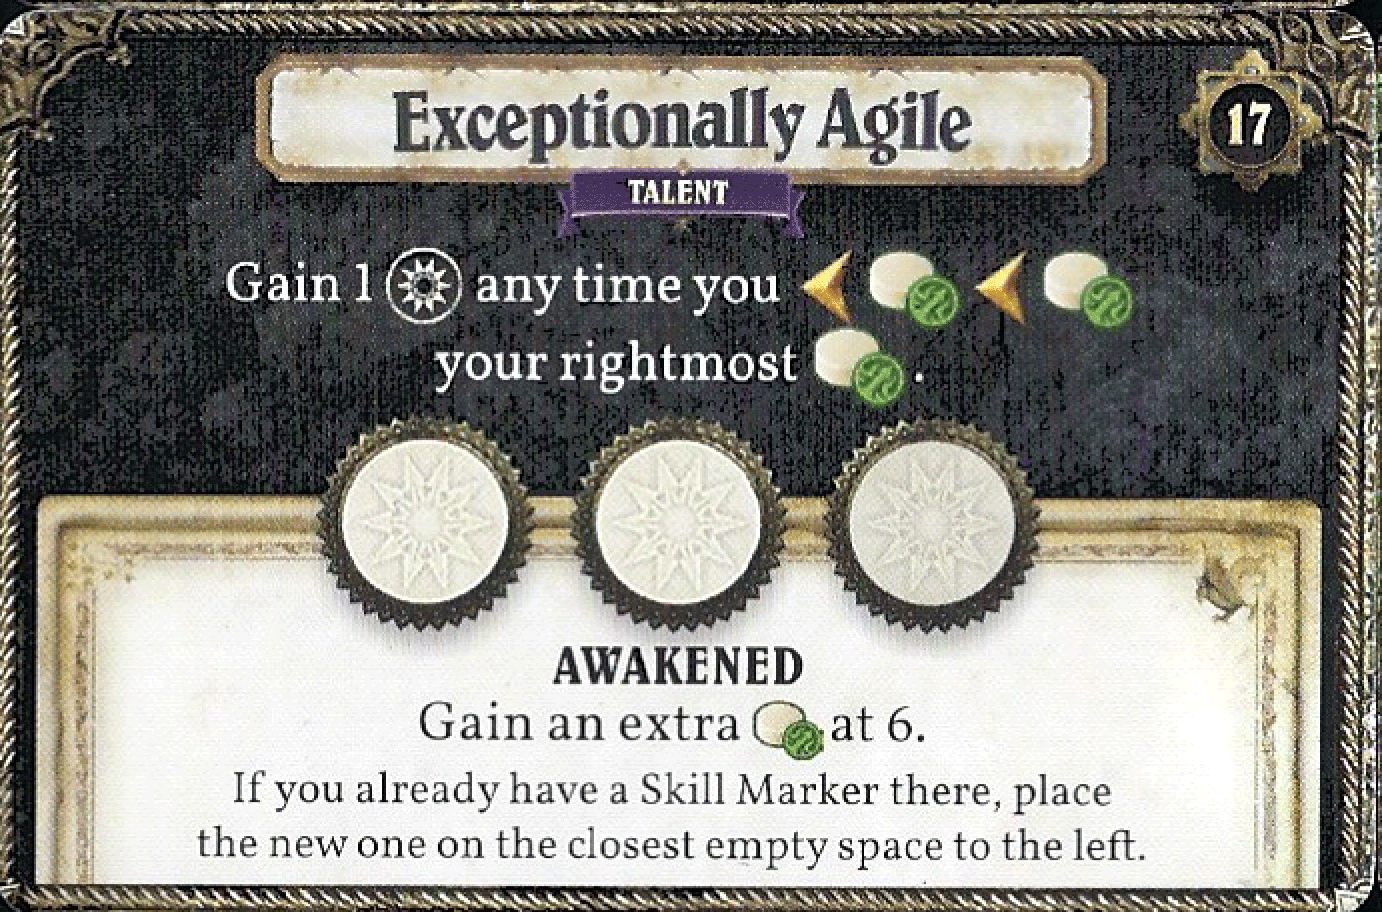 Exceptionally Agile
17
TALENT
Gain 1 any time you
your rightmost .
AWAKENED
Gain an extra at 6.
If you already have a Skill Marker there, place
the new one on the closest empty space to the left.